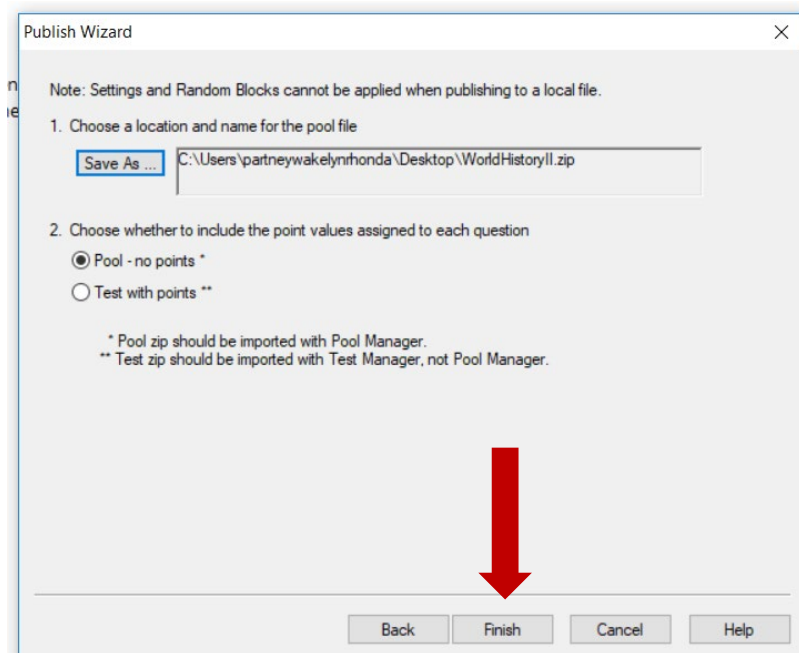 Publish Wizard
Note: Settings and Random Blocks cannot be applied when publishing to a local file.
1. Choose a location and name for the pool file
Save As ... C:\Users\partneywakelynrhonda\Desktop\WorldHistoryII.zip
2. Choose whether to include the point values assigned to each question
Pool - no points *
Test with points **
* Pool zip should be imported with Pool Manager.
** Test zip should be imported with Test Manager, not Pool Manager.
Back Finish Cancel Help